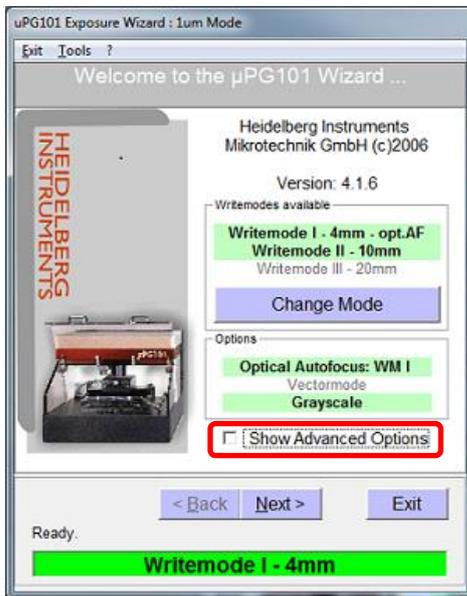 uPG101 Exposure Wizard : 1um Mode
Exit Tools ?
Welcome to the µPG101 Wizard ...
HEIDELBERG
INSTRUMENTS
Heidelberg Instruments
Mikrotechnik GmbH (c)2006
Version: 4.1.6
Writemodes available
Writemode I - 4mm - opt.AF
Writemode II - 10mm
Writemode III - 20mm
Change Mode
µPG101
Options
Optical Autofocus: WM I
Vectormode
Grayscale
Show Advanced Options
< Back Next > Exit
Ready.
Writemode I - 4mm